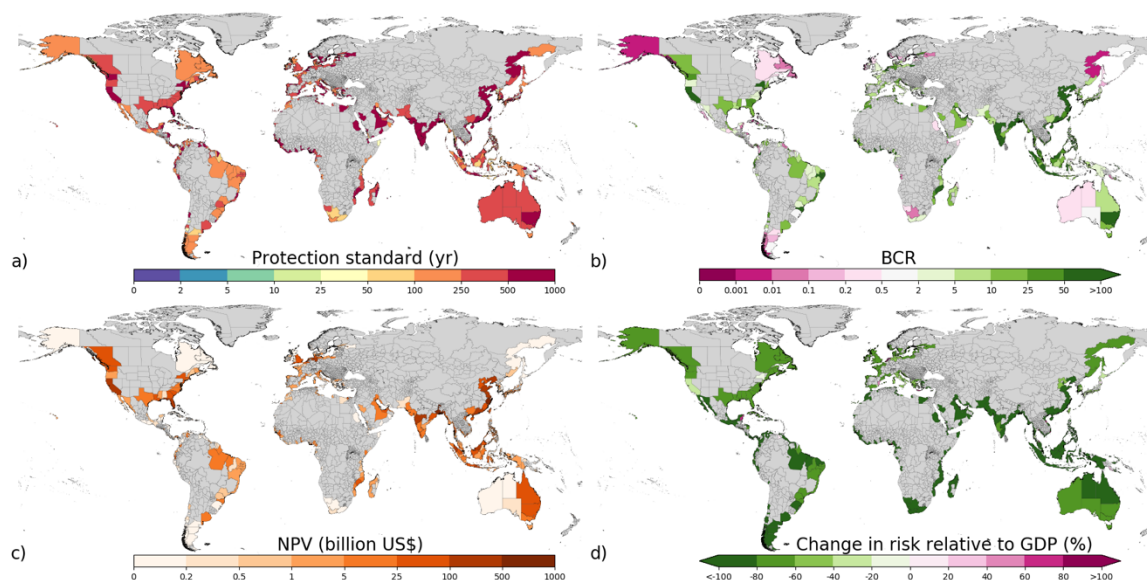 a)
Protection standard (yr)
0 2 5 10 25 50 100 250 500 1000
b)
BCR
0 0.001 0.01 0.1 0.2 0.5 2 5 10 25 50 >100
c)
NPV (billion US$)
0 0.2 0.5 1 5 25 100 500 1000
d)
Change in risk relative to GDP (%)
<-100 -80 -60 -40 -20 0 20 40 60 80 >100